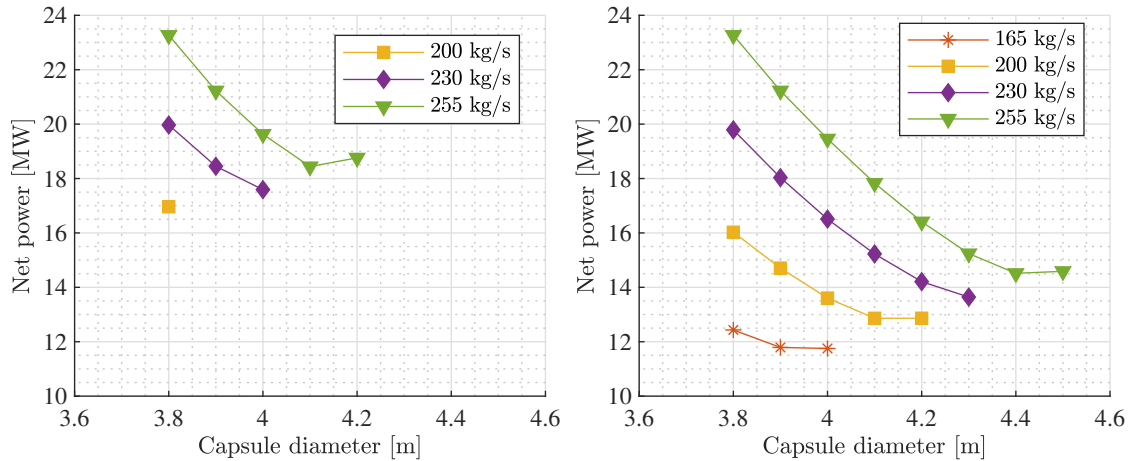 24
22
20
18
16
14
12
10
Net power [MW]
200 kg/s
230 kg/s
255 kg/s
3.6 3.8 4 4.2 4.4 4.6
Capsule diameter [m]
24
22
20
18
16
14
12
10
Net power [MW]
165 kg/s
200 kg/s
230 kg/s
255 kg/s
3.6 3.8 4 4.2 4.4 4.6
Capsule diameter [m]